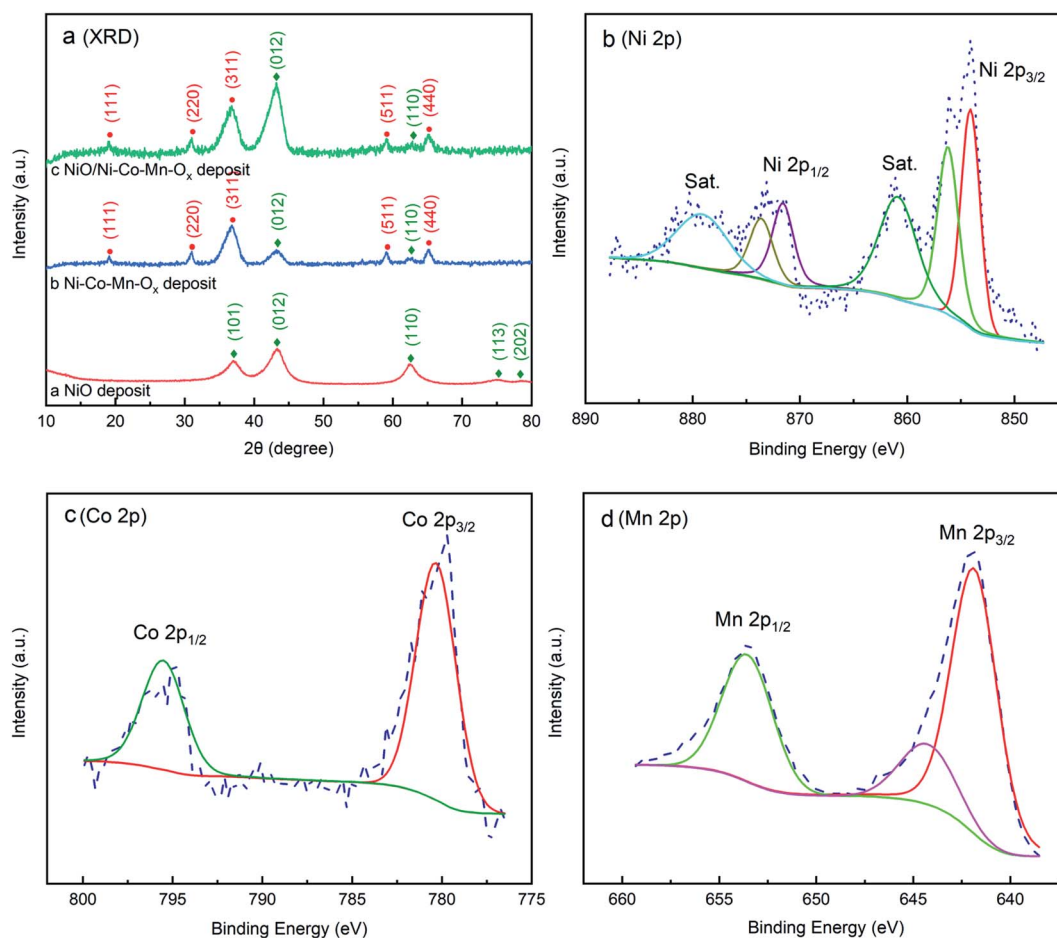 a (XRD)
(111)
(220)
(311)
(012)
(511)
(110)
(440)
c NiO/Ni-Co-Mn-Oₓ deposit
(111)
(220)
(311)
(012)
(511)
(110)
(440)
b Ni-Co-Mn-Oₓ deposit
(101)
(012)
(110)
(113)
(202)
a NiO deposit
Intensity (a.u.)
10 20 30 40 50 60 70 80
2θ (degree)
b (Ni 2p)
Ni 2p₃/₂
Sat.
Ni 2p₁/₂
Sat.
Intensity (a.u.)
890 880 870 860 850
Binding Energy (eV)
c (Co 2p)
Co 2p₃/₂
Co 2p₁/₂
Intensity (a.u.)
800 795 790 785 780 775
Binding Energy (eV)
d (Mn 2p)
Mn 2p₃/₂
Mn 2p₁/₂
Intensity (a.u.)
660 655 650 645 640
Binding Energy (eV)